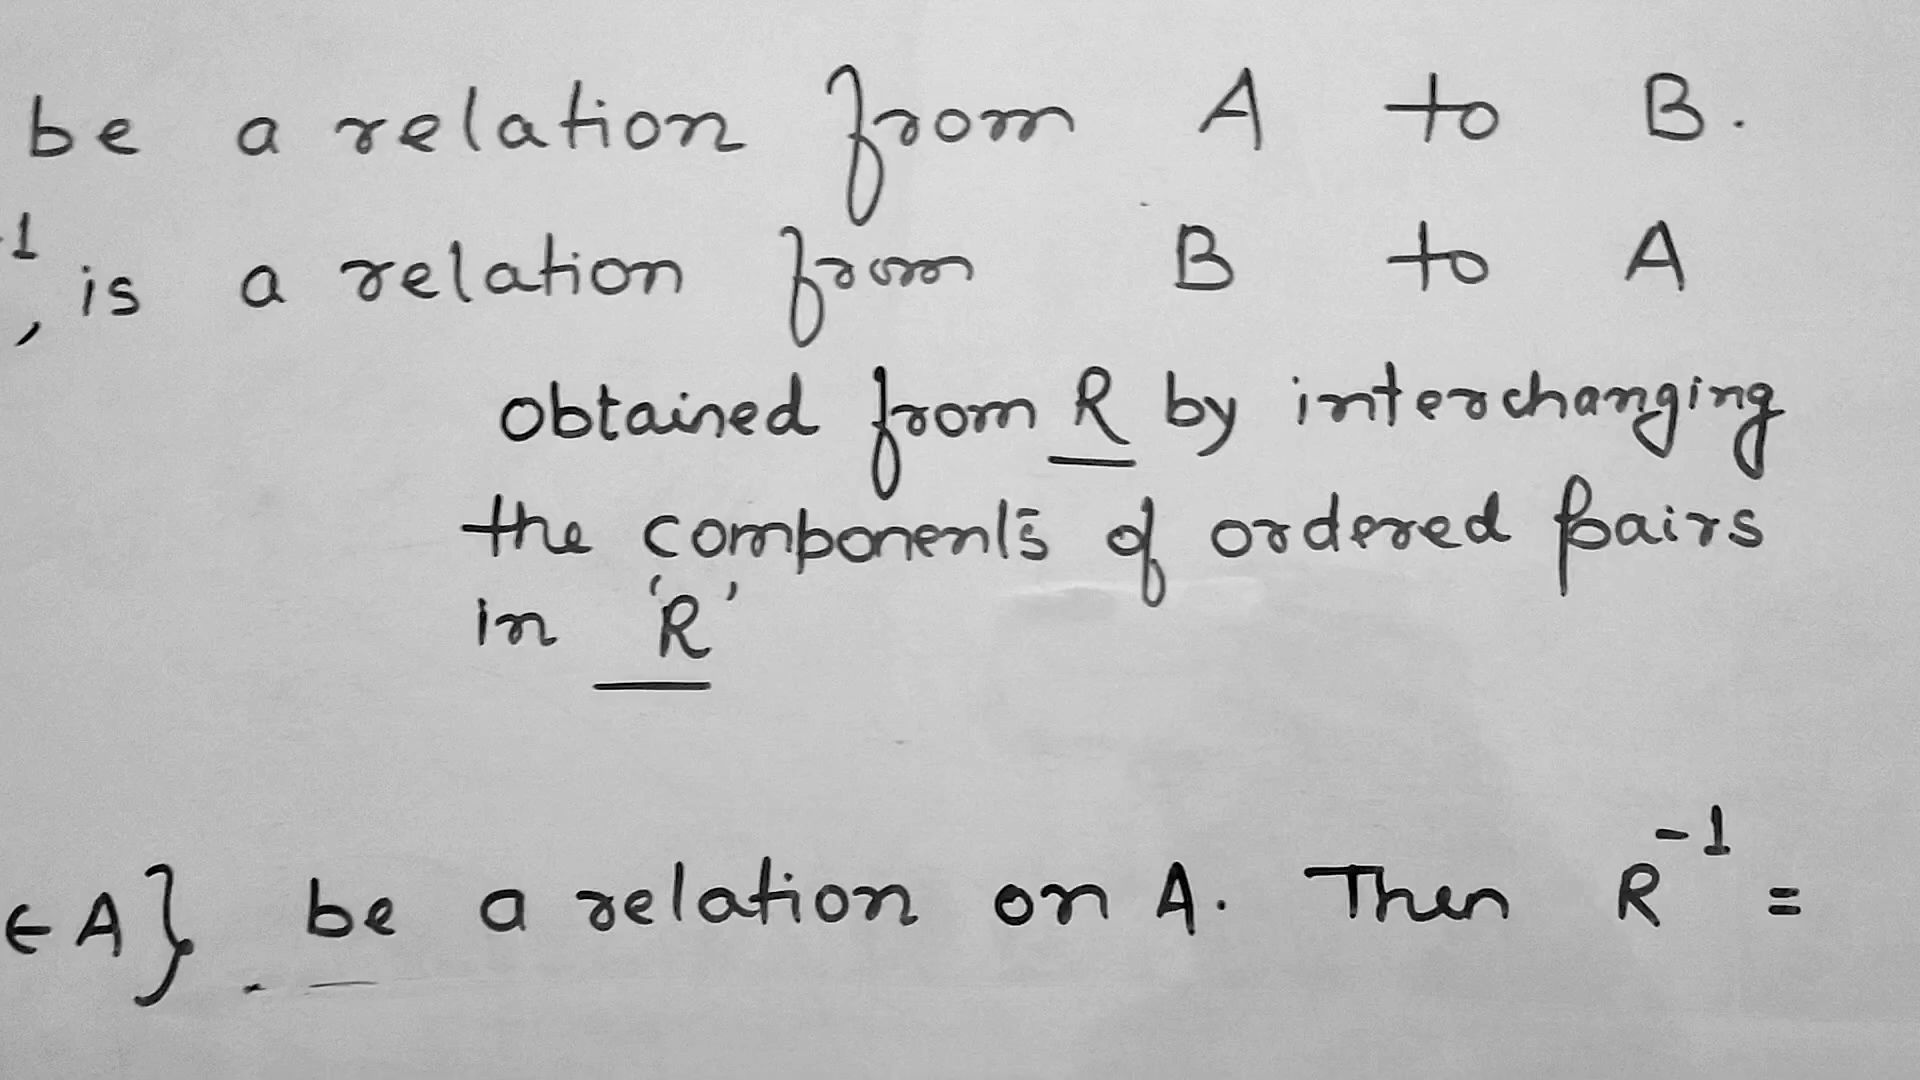 be a relation from A to B.
-1, is a relation from B to A
obtained from R by interchanging
the components of ordered pairs
in 'R'
∈ A} be a relation on A. Then R⁻¹ =